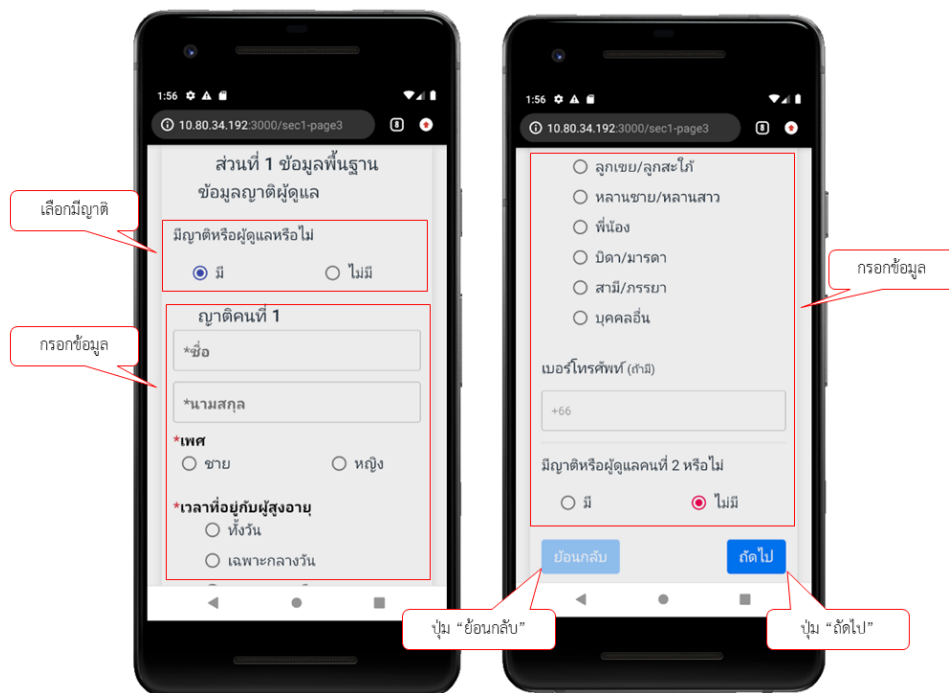 1:56
10.80.34.192:3000/sec1-page3
8
ส่วนที่ 1 ข้อมูลพื้นฐาน
ข้อมูลญาติผู้ดูแล
เลือกมีญาติ
มีญาติหรือผู้ดูแลหรือไม่
มี
ไม่มี
ญาติคนที่ 1
กรอกข้อมูล
*ชื่อ
*นามสกุล
*เพศ
ชาย
หญิง
*เวลาที่อยู่กับผู้สูงอายุ
ทั้งวัน
เฉพาะกลางวัน
1:56
10.80.34.192:3000/sec1-page3
8
ลูกเขย/ลูกสะใภ้
หลานชาย/หลานสาว
พี่น้อง
บิดา/มารดา
สามี/ภรรยา
บุคคลอื่น
กรอกข้อมูล
เบอร์โทรศัพท์ (ถ้ามี)
+66
มีญาติหรือผู้ดูแลคนที่ 2 หรือไม่
มี
ไม่มี
ย้อนกลับ
ถัดไป
ปุ่ม “ย้อนกลับ”
ปุ่ม “ถัดไป”